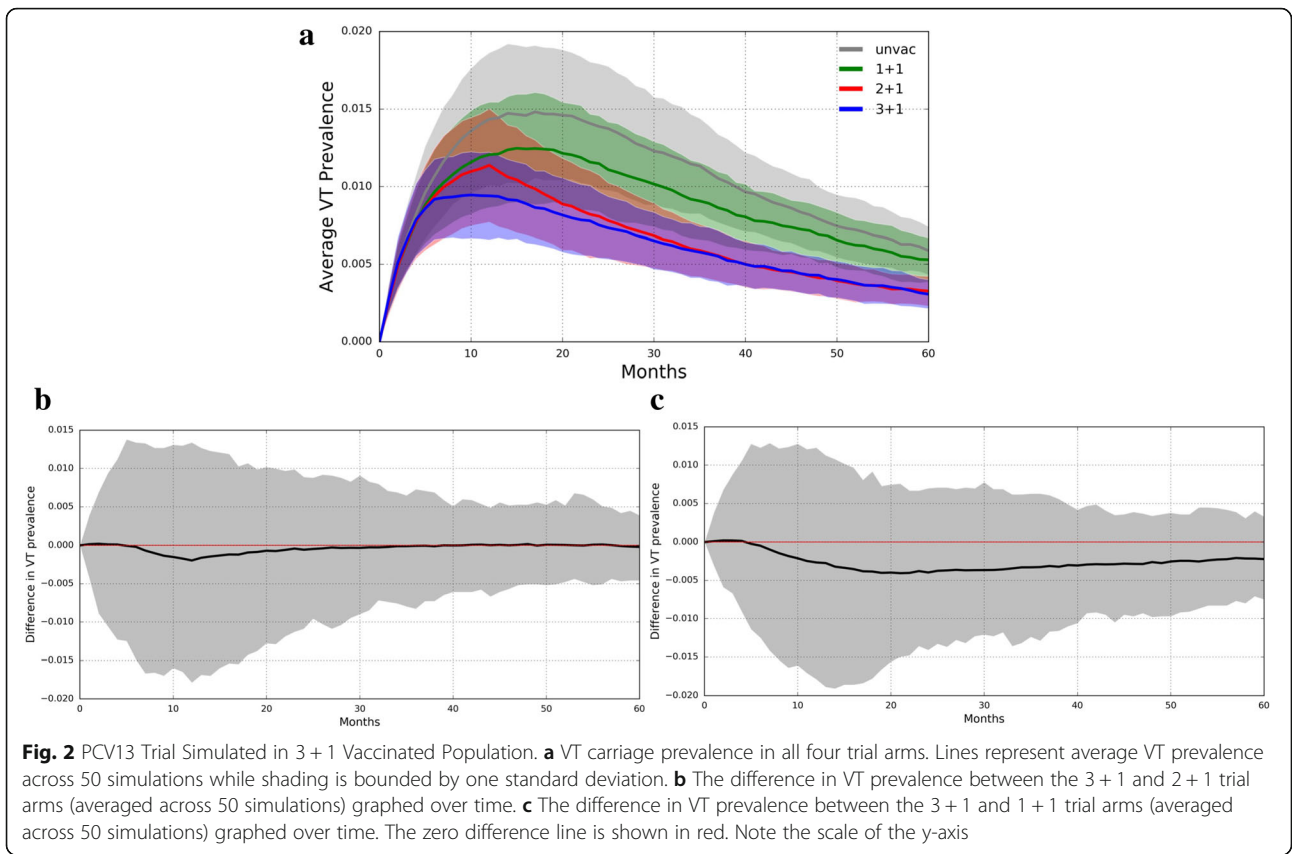 a
0.020
0.015
0.010
0.005
0.000
Average VT Prevalence
unvac
1+1
2+1
3+1
0 10 20 30 40 50 60
Months
b
0.015
0.010
0.005
0.000
−0.005
−0.010
−0.015
−0.020
Difference in VT prevalence
0 10 20 30 40 50 60
Months
c
0.015
0.010
0.005
0.000
−0.005
−0.010
−0.015
−0.020
Difference in VT prevalence
0 10 20 30 40 50 60
Months
Fig. 2 PCV13 Trial Simulated in 3 + 1 Vaccinated Population. a VT carriage prevalence in all four trial arms. Lines represent average VT prevalence
across 50 simulations while shading is bounded by one standard deviation. b The difference in VT prevalence between the 3 + 1 and 2 + 1 trial
arms (averaged across 50 simulations) graphed over time. c The difference in VT prevalence between the 3 + 1 and 1 + 1 trial arms (averaged
across 50 simulations) graphed over time. The zero difference line is shown in red. Note the scale of the y-axis